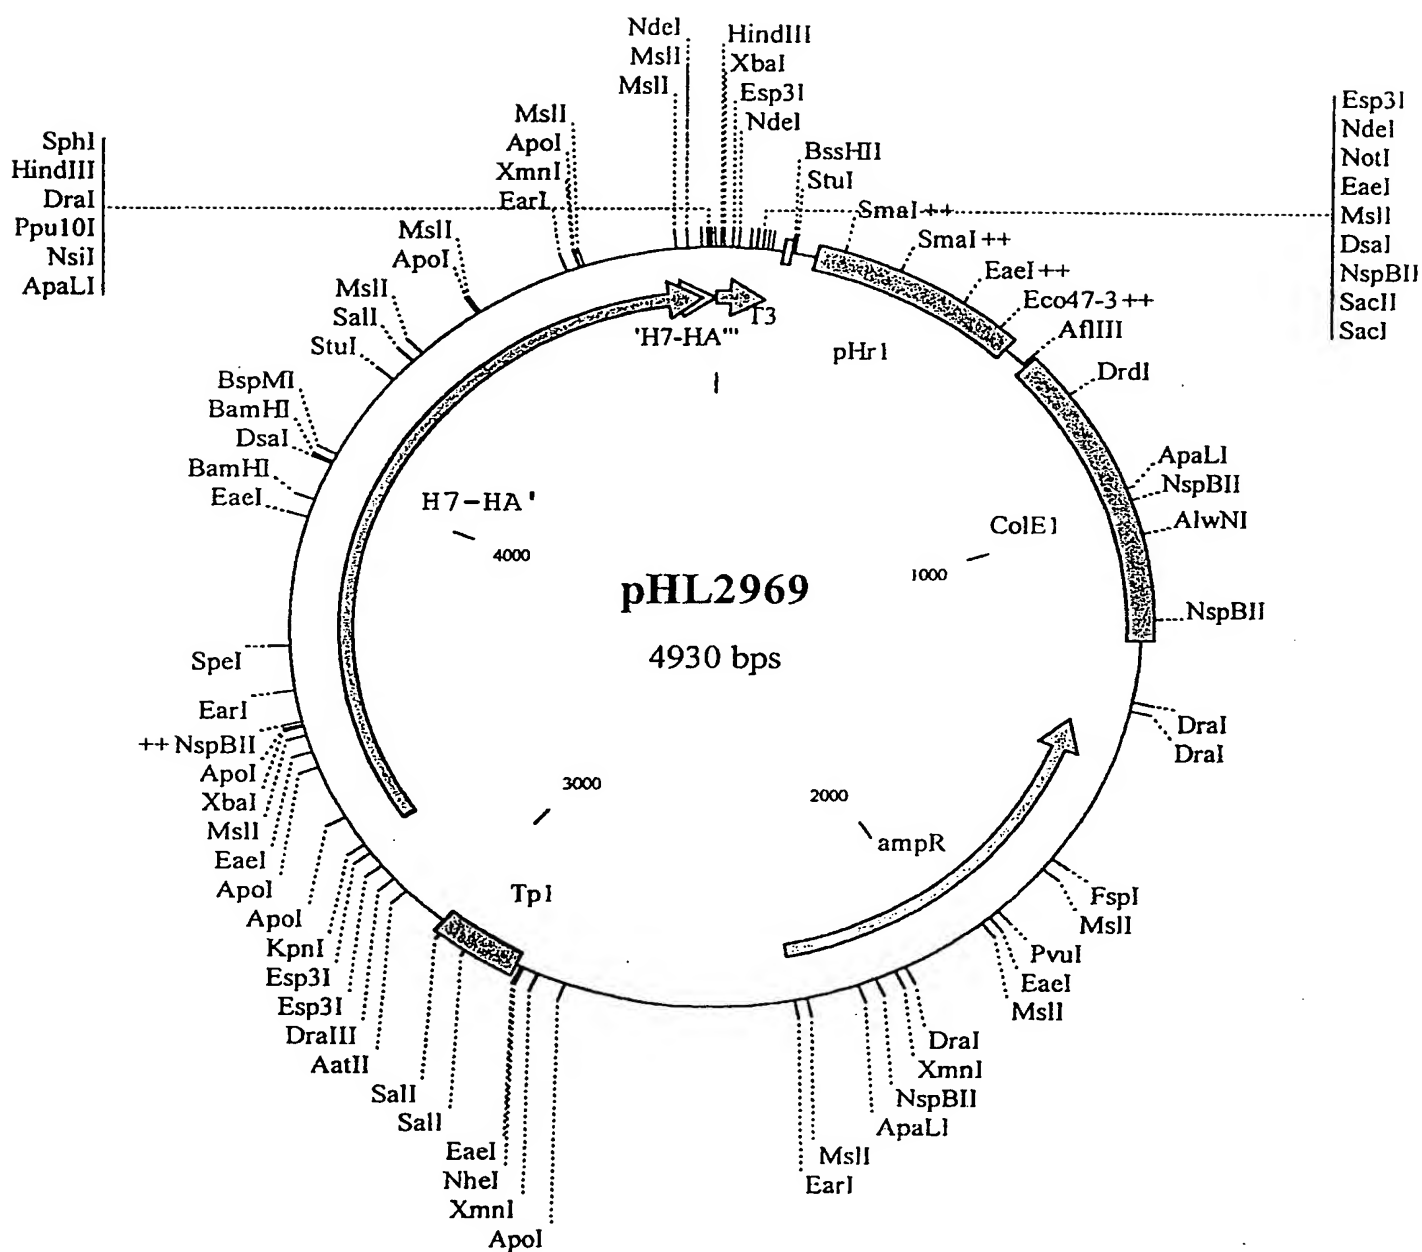 NdeI
MslI
MslI
HindIII
XbaI
Esp3I
NdeI
BssHII
StuI
SmaI ++
SmaI ++
EaeI ++
Eco47-3 ++
AflIII
DrdI
ApaLI
NspBII
AlwNI
NspBII
DraI
DraI
FspI
MslI
PvuI
EaeI
MslI
DraI
XmnI
NspBII
ApaLI
MslI
EarI
Esp3I
NdeI
NotI
EaeI
MslI
DsaI
NspBII
SacII
SacI
SphI
HindIII
DraI
Ppu10I
NsiI
ApaLI
MslI
ApoI
XmnI
EarI
MslI
ApoI
MslI
SalI
StuI
BspMI
BamHI
DsaI
BamHI
EaeI
SpeI
EarI
++ NspBII
ApoI
XbaI
MslI
EaeI
ApoI
ApoI
KpnI
Esp3I
Esp3I
DraIII
AatII
SalI
SalI
EaeI
NheI
XmnI
ApoI
'H7-HA'''
T3
pHr1
H7-HA'
4000
ColE1
1000
pHL2969
4930 bps
3000
2000
ampR
Tp1